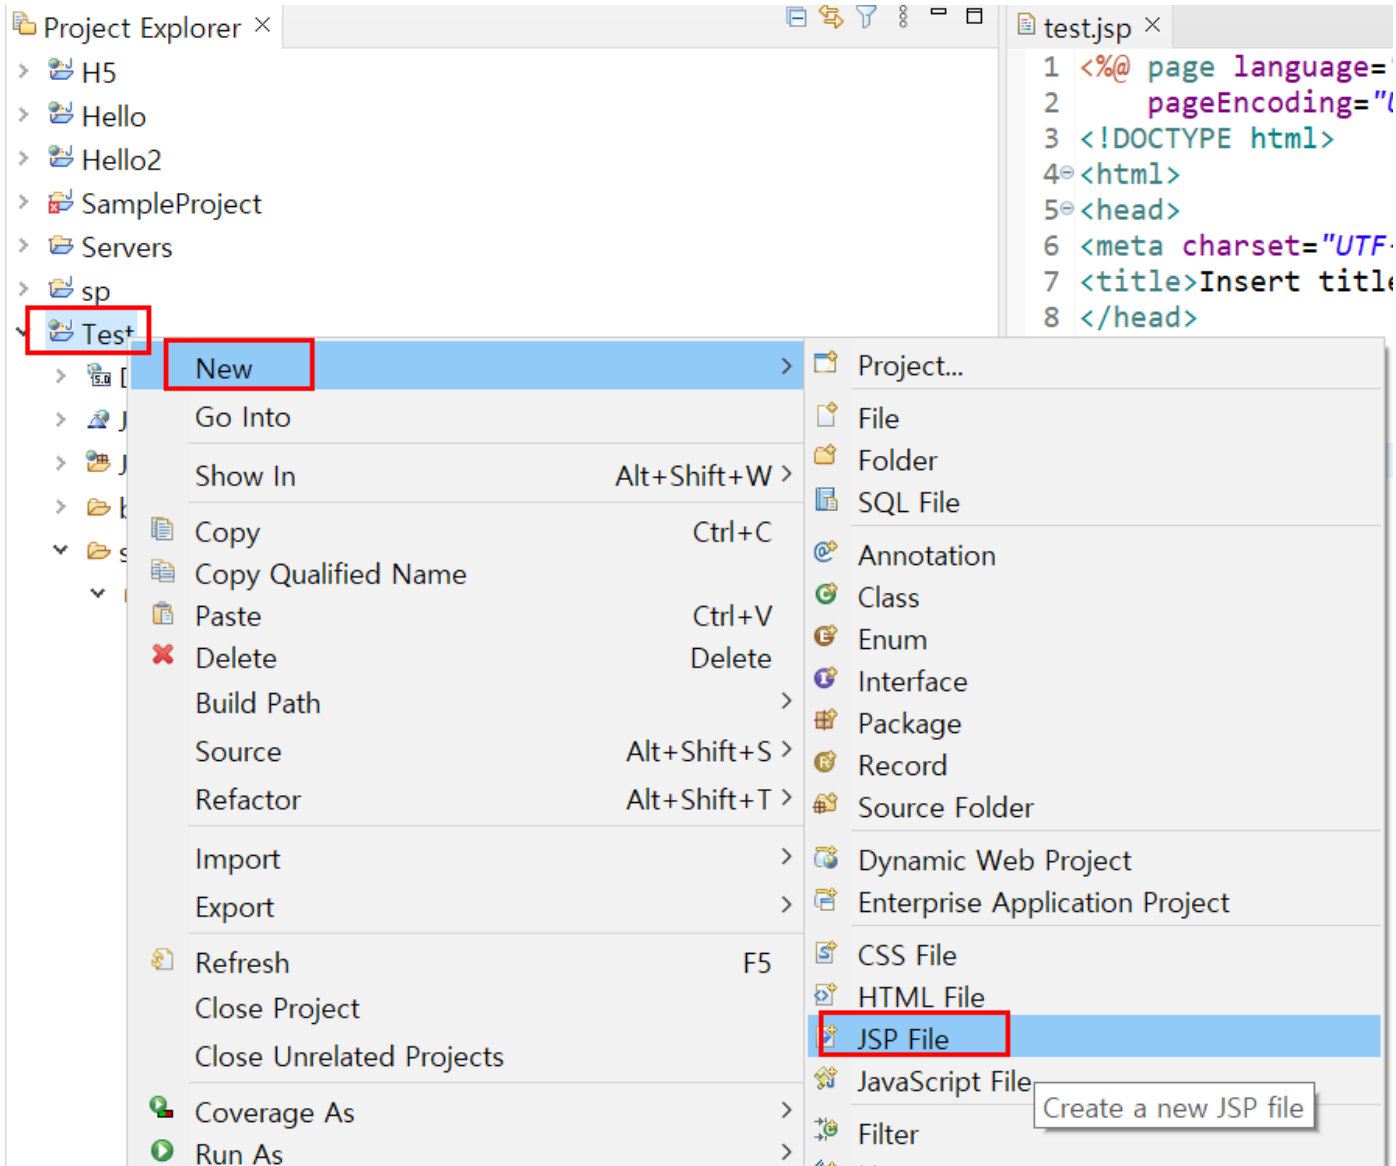 Project Explorer
H5
Hello
Hello2
SampleProject
Servers
sp
Test
test.jsp
1 <%@ page language=
2 pageEncoding="
3 <!DOCTYPE html>
4 <html>
5 <head>
6 <meta charset="UTF-
7 <title>Insert title
8 </head>
New
Go Into
Show In Alt+Shift+W
Copy Ctrl+C
Copy Qualified Name
Paste Ctrl+V
Delete Delete
Build Path
Source Alt+Shift+S
Refactor Alt+Shift+T
Import
Export
Refresh F5
Close Project
Close Unrelated Projects
Coverage As
Run As
Project...
File
Folder
SQL File
Annotation
Class
Enum
Interface
Package
Record
Source Folder
Dynamic Web Project
Enterprise Application Project
CSS File
HTML File
JSP File
JavaScript File
Create a new JSP file
Filter